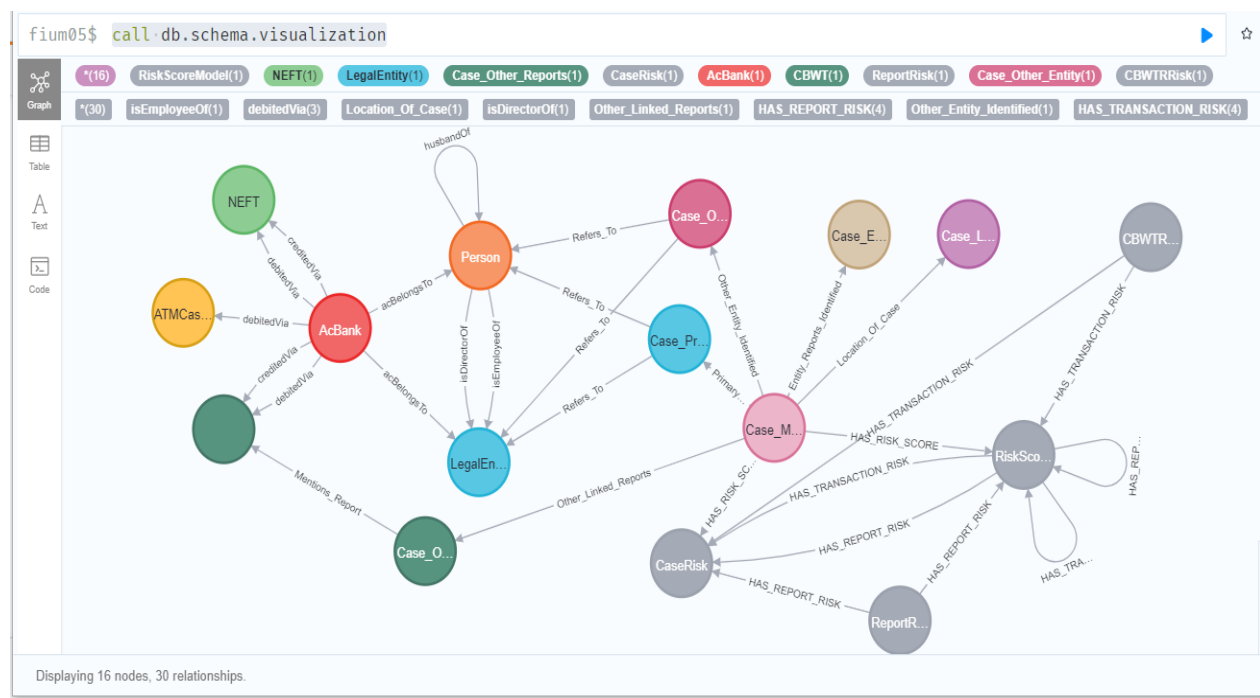 fium05$ call db.schema.visualization
*(16) RiskScoreModel(1) NEFT(1) LegalEntity(1) Case_Other_Reports(1) CaseRisk(1) AcBank(1) CBWT(1) ReportRisk(1) Case_Other_Entity(1) CBWTRRisk(1)
*(30) isEmployeeOf(1) debitedVia(3) Location_Of_Case(1) isDirectorOf(1) Other_Linked_Reports(1) HAS_REPORT_RISK(4) Other_Entity_Identified(1) HAS_TRANSACTION_RISK(4)
Graph
Table
Text
Code
husbandOf
NEFT
Person
Case_O...
Case_E...
Case_L...
CBWTR...
Refers_To
creditedVia
debitedVia
acBelongsTo
ATMCas...
debitedVia
AcBank
Refers_To
Case_Pr...
Refers_To
Other_Entity_Identified
Entity_Reports_Identified
Location_Of_Case
HAS_TRANSACTION_RISK
HAS_TRANSACTION_RISK
isDirectorOf
isEmployeeOf
creditedVia
debitedVia
acBelongsTo
Refers_To
Primary...
Case_M...
HAS_RISK_SCORE
LegalEn...
RiskSco...
HAS_REP...
Mentions_Report
Other_Linked_Reports
HAS_RISK_SC...
HAS_TRANSACTION_RISK
HAS_REPORT_RISK
HAS_REPORT_RISK
HAS_TRA...
Case_O...
CaseRisk
HAS_REPORT_RISK
ReportR...
Displaying 16 nodes, 30 relationships.